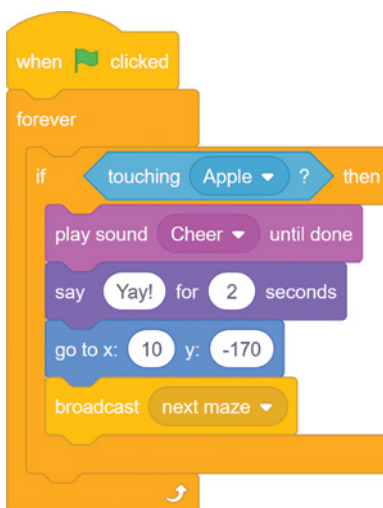 when clicked
forever
if touching Apple ? then
play sound Cheer until done
say Yay! for 2 seconds
go to x: 10 y: -170
broadcast next maze